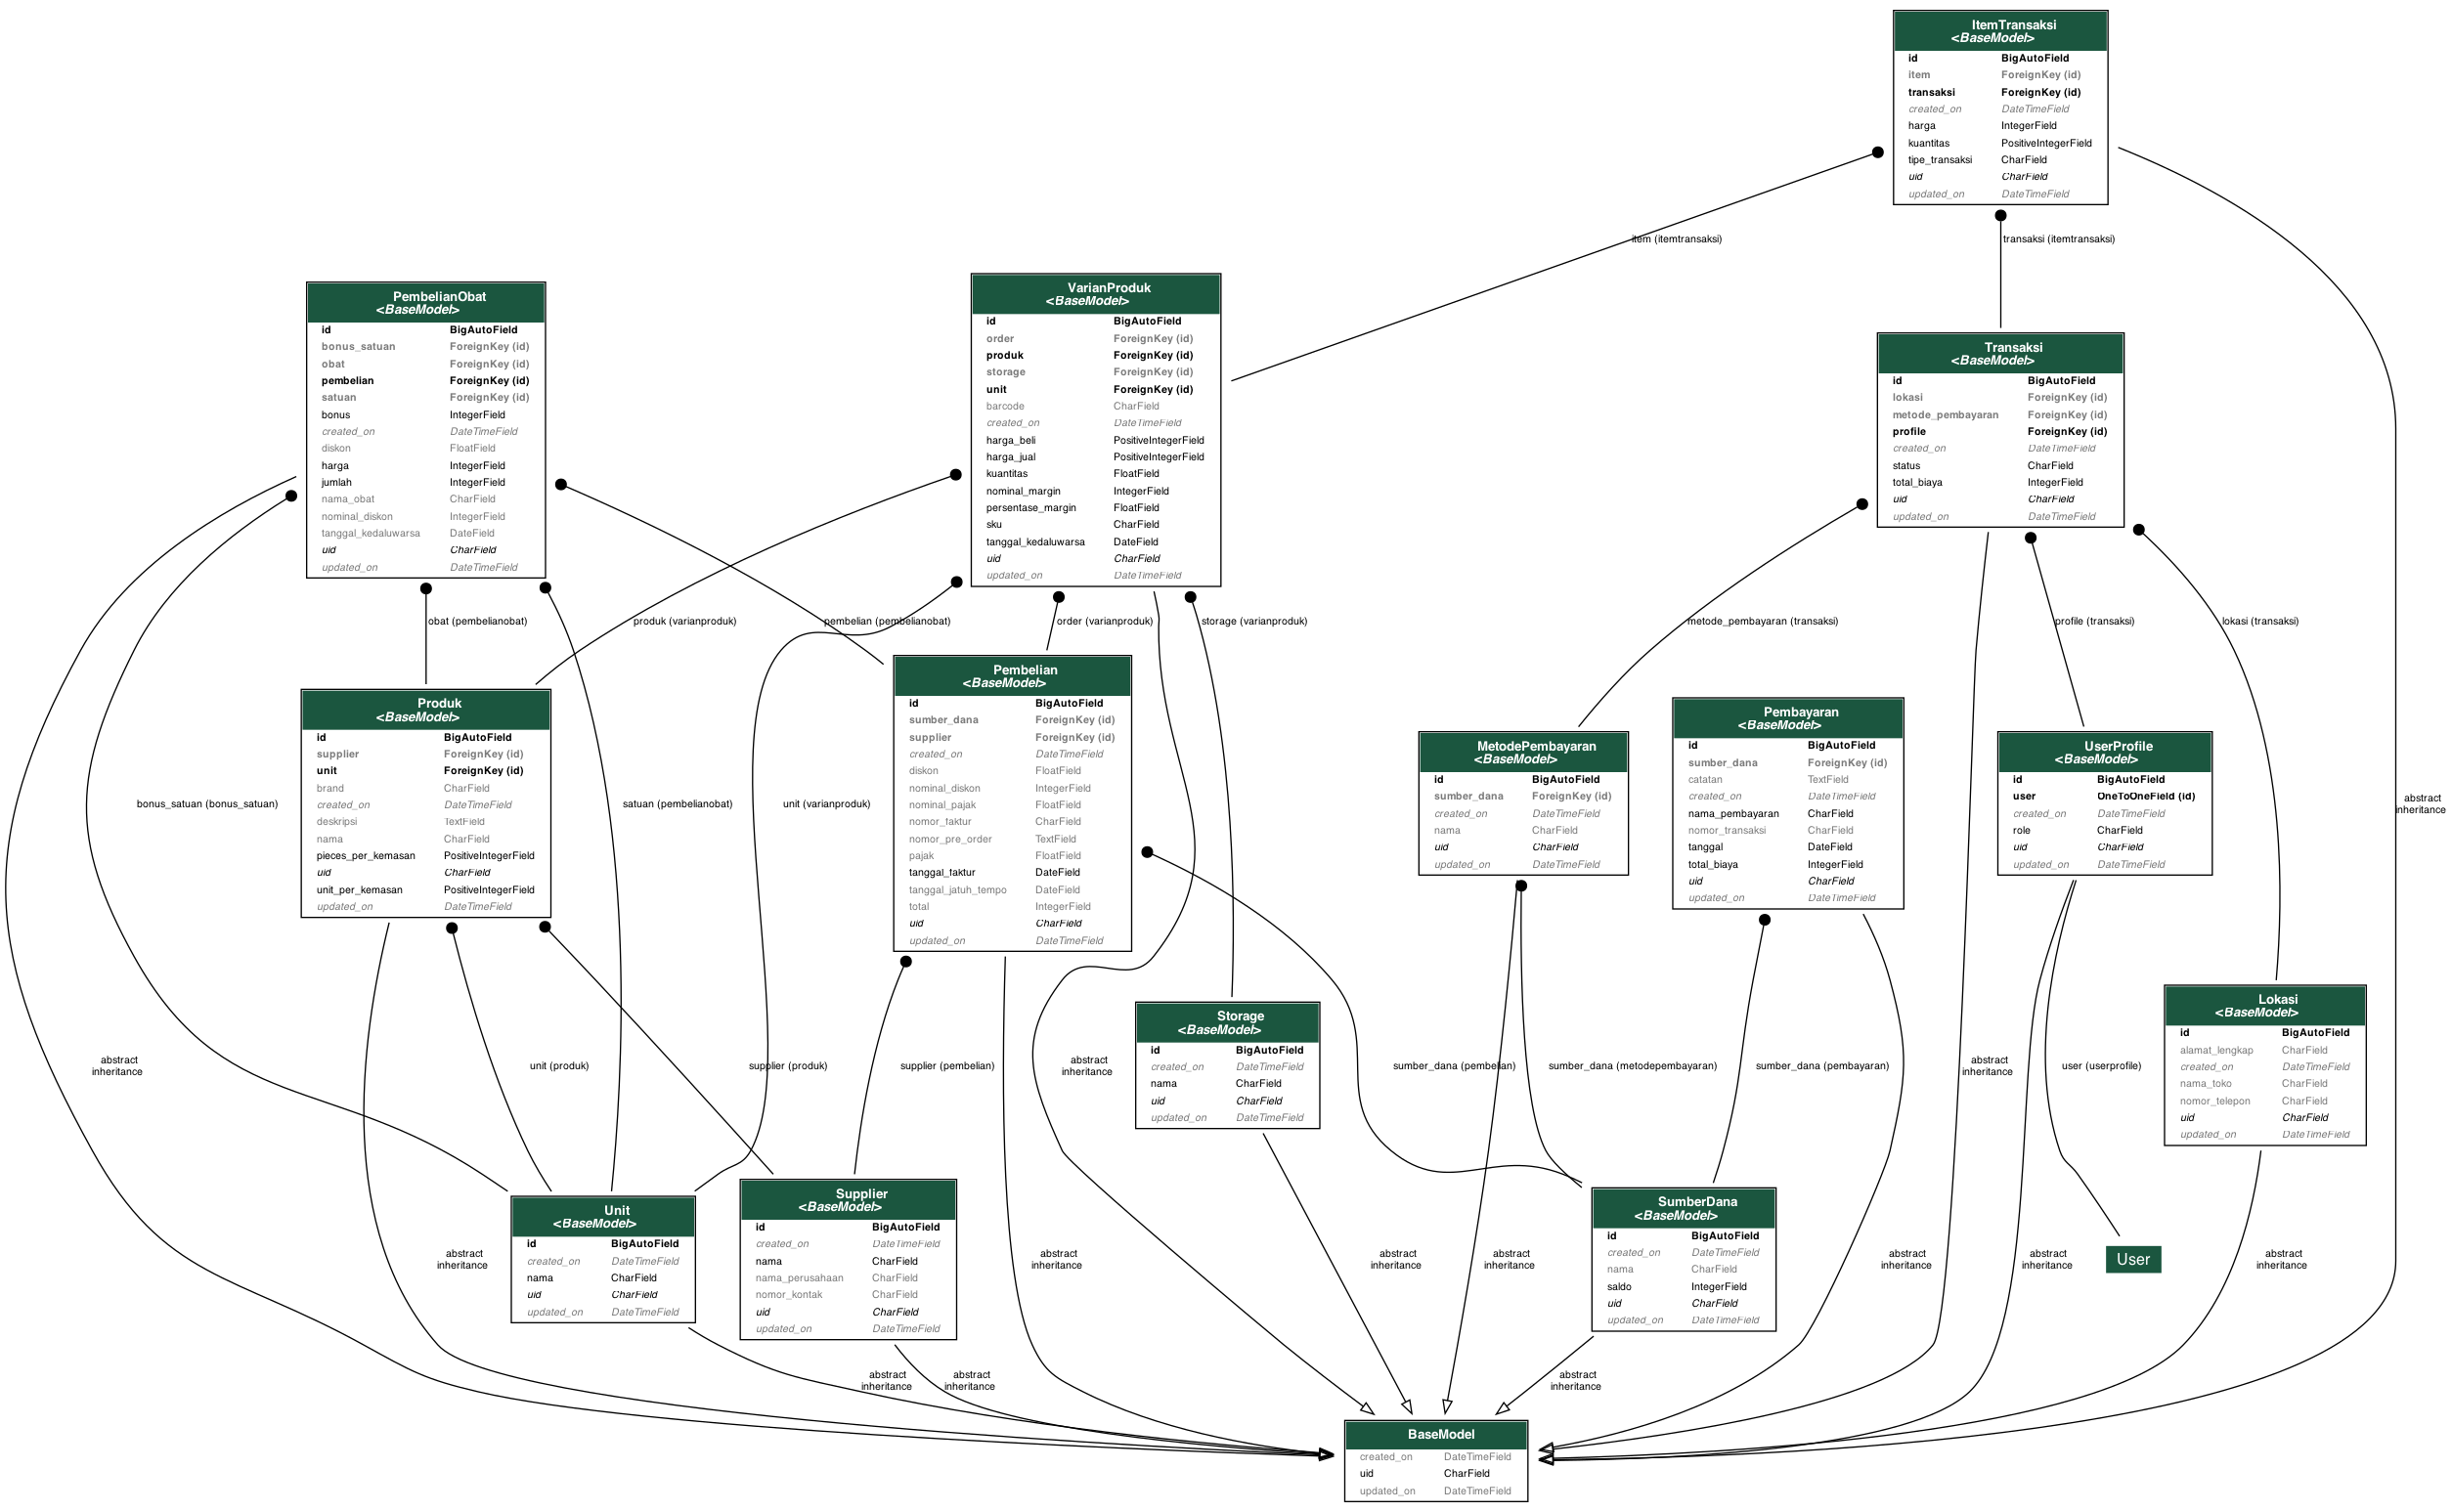 ItemTransaksi
<BaseModel>
id BigAutoField
item ForeignKey (id)
transaksi ForeignKey (id)
created_on DateTimeField
harga IntegerField
kuantitas PositiveIntegerField
tipe_transaksi CharField
uid CharField
updated_on DateTimeField
item (itemtransaksi)
transaksi (itemtransaksi)
PembelianObat
<BaseModel>
id BigAutoField
bonus_satuan ForeignKey (id)
obat ForeignKey (id)
pembelian ForeignKey (id)
satuan ForeignKey (id)
bonus IntegerField
created_on DateTimeField
diskon FloatField
harga IntegerField
jumlah IntegerField
nama_obat CharField
nominal_diskon IntegerField
tanggal_kedaluwarsa DateField
uid CharField
updated_on DateTimeField
VarianProduk
<BaseModel>
id BigAutoField
order ForeignKey (id)
produk ForeignKey (id)
storage ForeignKey (id)
unit ForeignKey (id)
barcode CharField
created_on DateTimeField
harga_beli PositiveIntegerField
harga_jual PositiveIntegerField
kuantitas FloatField
nominal_margin IntegerField
persentase_margin FloatField
sku CharField
tanggal_kedaluwarsa DateField
uid CharField
updated_on DateTimeField
Transaksi
<BaseModel>
id BigAutoField
lokasi ForeignKey (id)
metode_pembayaran ForeignKey (id)
profile ForeignKey (id)
created_on DateTimeField
status CharField
total_biaya IntegerField
uid CharField
updated_on DateTimeField
obat (pembelianobat)
produk (varianproduk)
pembelian (pembelianobat)
order (varianproduk)
storage (varianproduk)
metode_pembayaran (transaksi)
profile (transaksi)
lokasi (transaksi)
Produk
<BaseModel>
id BigAutoField
supplier ForeignKey (id)
unit ForeignKey (id)
brand CharField
created_on DateTimeField
deskripsi TextField
nama CharField
pieces_per_kemasan PositiveIntegerField
uid CharField
unit_per_kemasan PositiveIntegerField
updated_on DateTimeField
Pembelian
<BaseModel>
id BigAutoField
sumber_dana ForeignKey (id)
supplier ForeignKey (id)
created_on DateTimeField
diskon FloatField
nominal_diskon IntegerField
nominal_pajak FloatField
nomor_faktur CharField
nomor_pre_order TextField
pajak FloatField
tanggal_faktur DateField
tanggal_jatuh_tempo DateField
total IntegerField
uid CharField
updated_on DateTimeField
MetodePembayaran
<BaseModel>
id BigAutoField
sumber_dana ForeignKey (id)
created_on DateTimeField
nama CharField
uid CharField
updated_on DateTimeField
Pembayaran
<BaseModel>
id BigAutoField
sumber_dana ForeignKey (id)
catatan TextField
created_on DateTimeField
nama_pembayaran CharField
nomor_transaksi CharField
tanggal DateField
total_biaya IntegerField
uid CharField
updated_on DateTimeField
UserProfile
<BaseModel>
id BigAutoField
user OneToOneField (id)
created_on DateTimeField
role CharField
uid CharField
updated_on DateTimeField
bonus_satuan (bonus_satuan)
satuan (pembelianobat)
unit (varianproduk)
abstract
inheritance
Storage
<BaseModel>
id BigAutoField
created_on DateTimeField
nama CharField
uid CharField
updated_on DateTimeField
Lokasi
<BaseModel>
id BigAutoField
alamat_lengkap CharField
created_on DateTimeField
nama_toko CharField
nomor_telepon CharField
uid CharField
updated_on DateTimeField
abstract
inheritance
unit (produk)
supplier (produk)
supplier (pembelian)
abstract
inheritance
sumber_dana (pembelian)
sumber_dana (metodepembayaran)
sumber_dana (pembayaran)
abstract
inheritance
user (userprofile)
Unit
<BaseModel>
id BigAutoField
created_on DateTimeField
nama CharField
uid CharField
updated_on DateTimeField
Supplier
<BaseModel>
id BigAutoField
created_on DateTimeField
nama CharField
nama_perusahaan CharField
nomor_kontak CharField
uid CharField
updated_on DateTimeField
SumberDana
<BaseModel>
id BigAutoField
created_on DateTimeField
nama CharField
saldo IntegerField
uid CharField
updated_on DateTimeField
User
abstract
inheritance
abstract
inheritance
abstract
inheritance
abstract
inheritance
abstract
inheritance
abstract
inheritance
abstract
inheritance
abstract
inheritance
abstract
inheritance
abstract
inheritance
BaseModel
created_on DateTimeField
uid CharField
updated_on DateTimeField